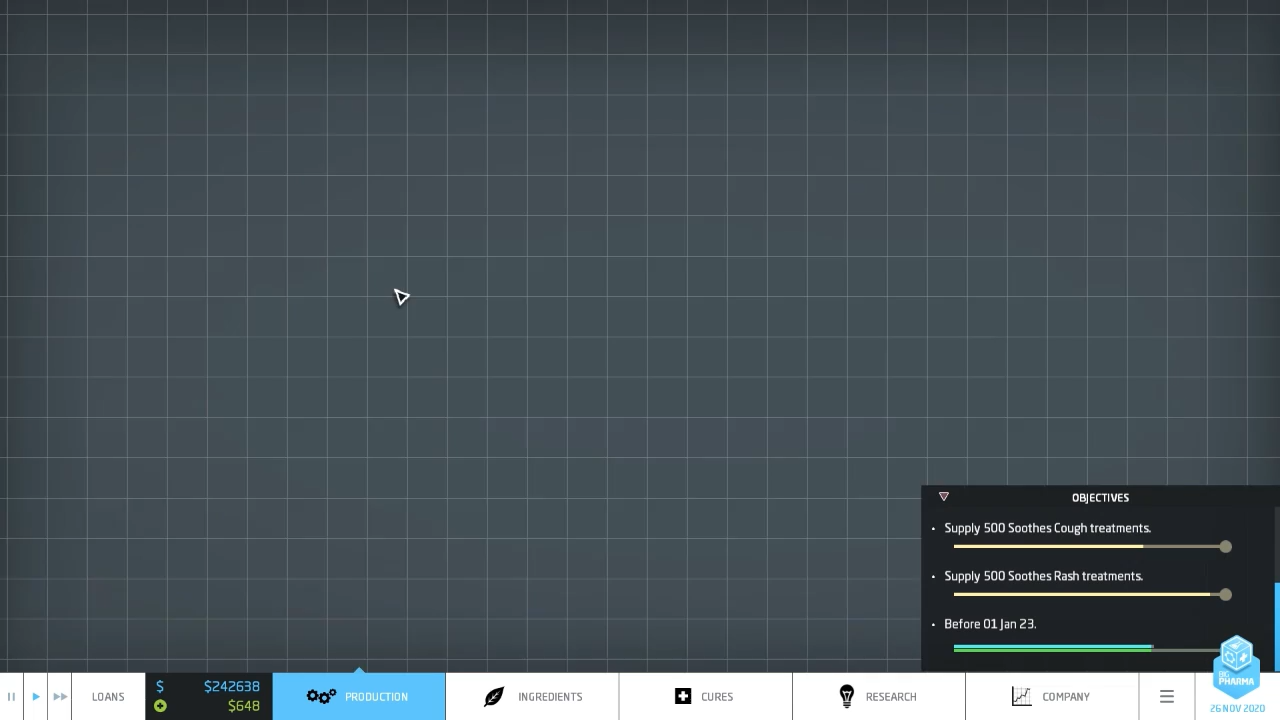 OBJECTIVES
Supply 500 Soothes Cough treatments.
Supply 500 Soothes Rash treatments.
Before 01 Jan 23.
LOANS
$ $242638
$648
PRODUCTION
INGREDIENTS
CURES
RESEARCH
COMPANY
BIG
PHARMA
26 NOV 2020